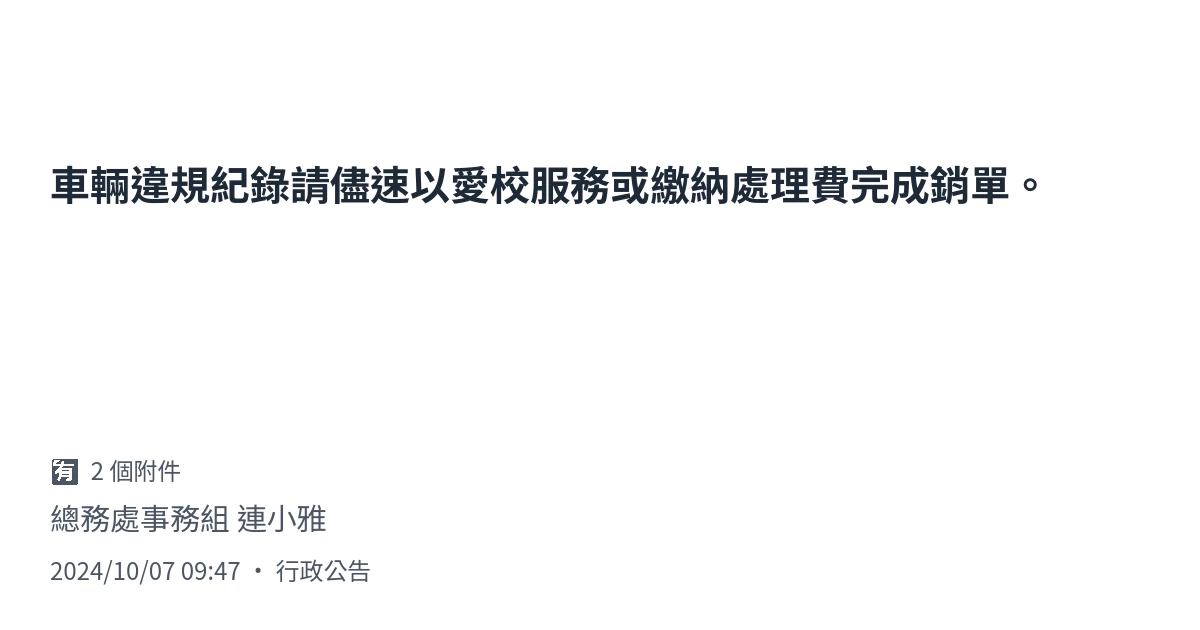 車輛違規紀錄請儘速以愛校服務或繳納處理費完成銷單。
🈶 2 個附件
總務處事務組 連小雅
2024/10/07 09:47 • 行政公告